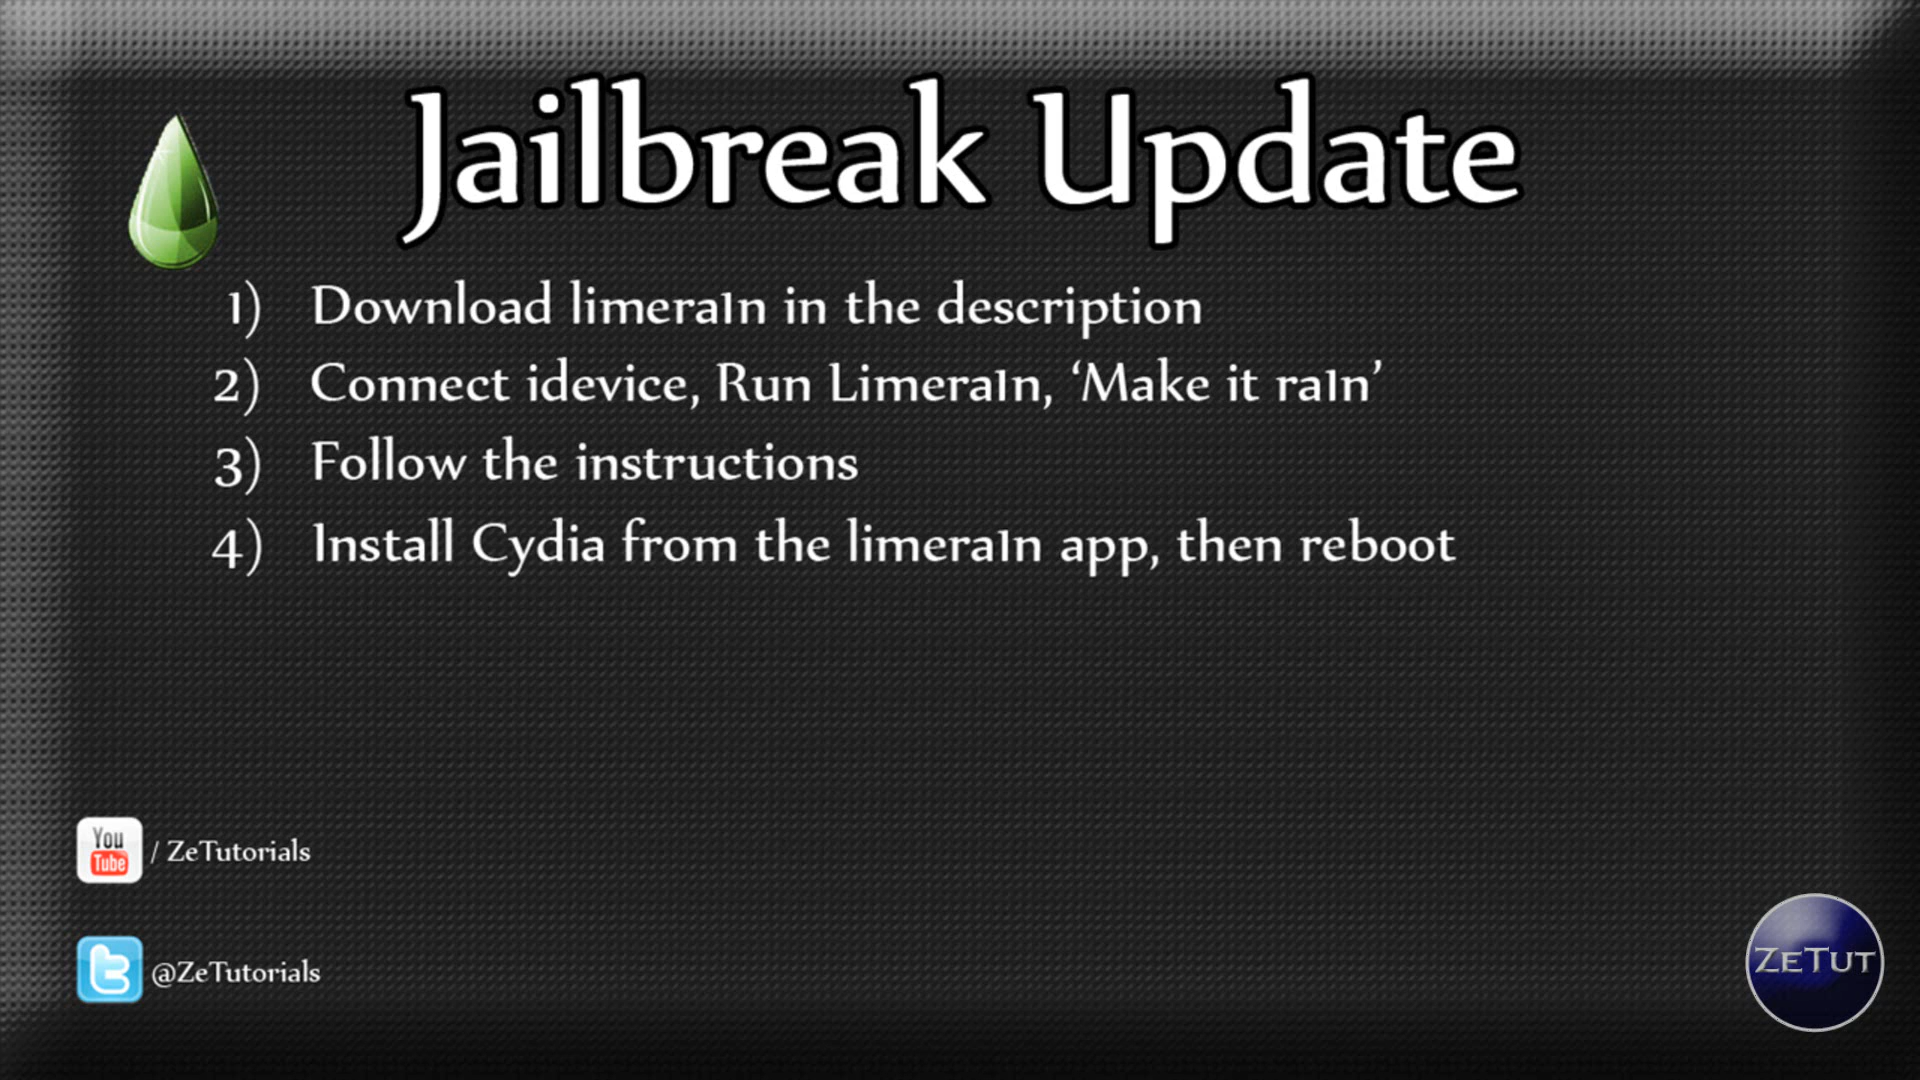 Jailbreak Update
1) Download limera1n in the description
2) Connect idevice, Run Limera1n, ‘Make it ra1n’
3) Follow the instructions
4) Install Cydia from the limera1n app, then reboot
You
Tube
/ ZeTutorials
@ZeTutorials
ZeTut